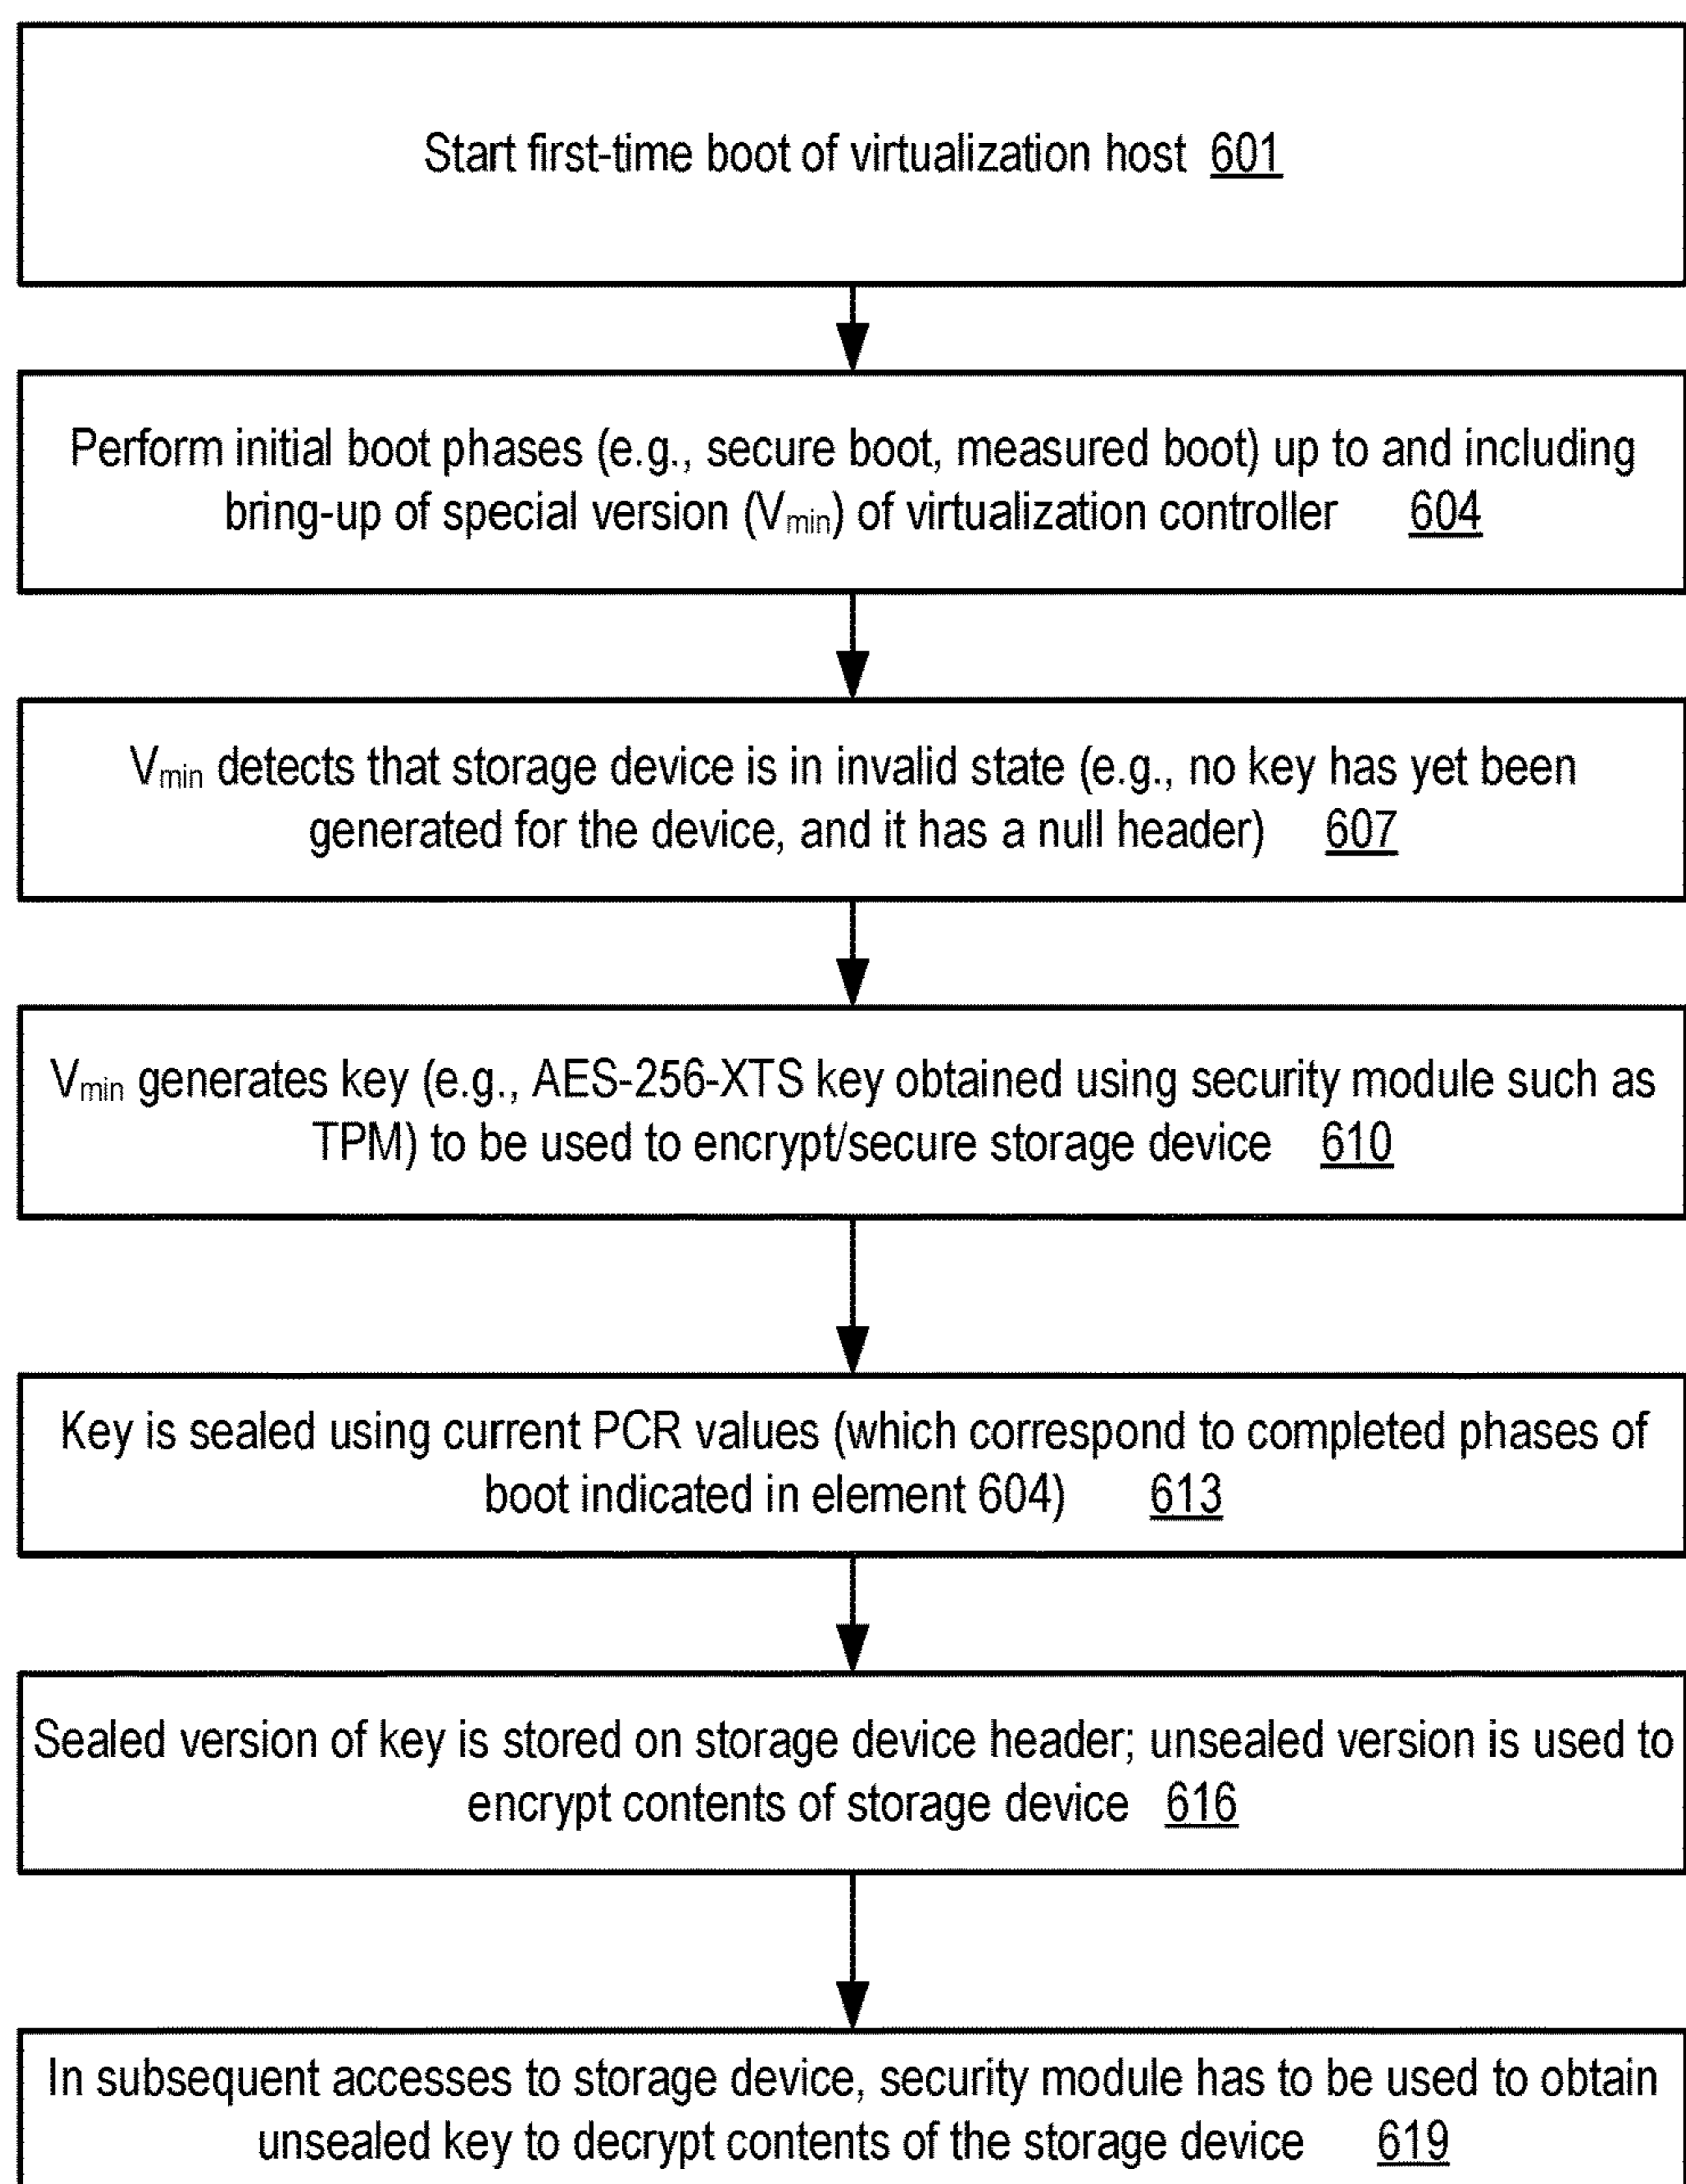 Start first-time boot of virtualization host 601
Perform initial boot phases (e.g., secure boot, measured boot) up to and including
bring-up of special version (Vmin) of virtualization controller 604
Vmin detects that storage device is in invalid state (e.g., no key has yet been
generated for the device, and it has a null header) 607
Vmin generates key (e.g., AES-256-XTS key obtained using security module such as
TPM) to be used to encrypt/secure storage device 610
Key is sealed using current PCR values (which correspond to completed phases of
boot indicated in element 604) 613
Sealed version of key is stored on storage device header; unsealed version is used to
encrypt contents of storage device 616
In subsequent accesses to storage device, security module has to be used to obtain
unsealed key to decrypt contents of the storage device 619